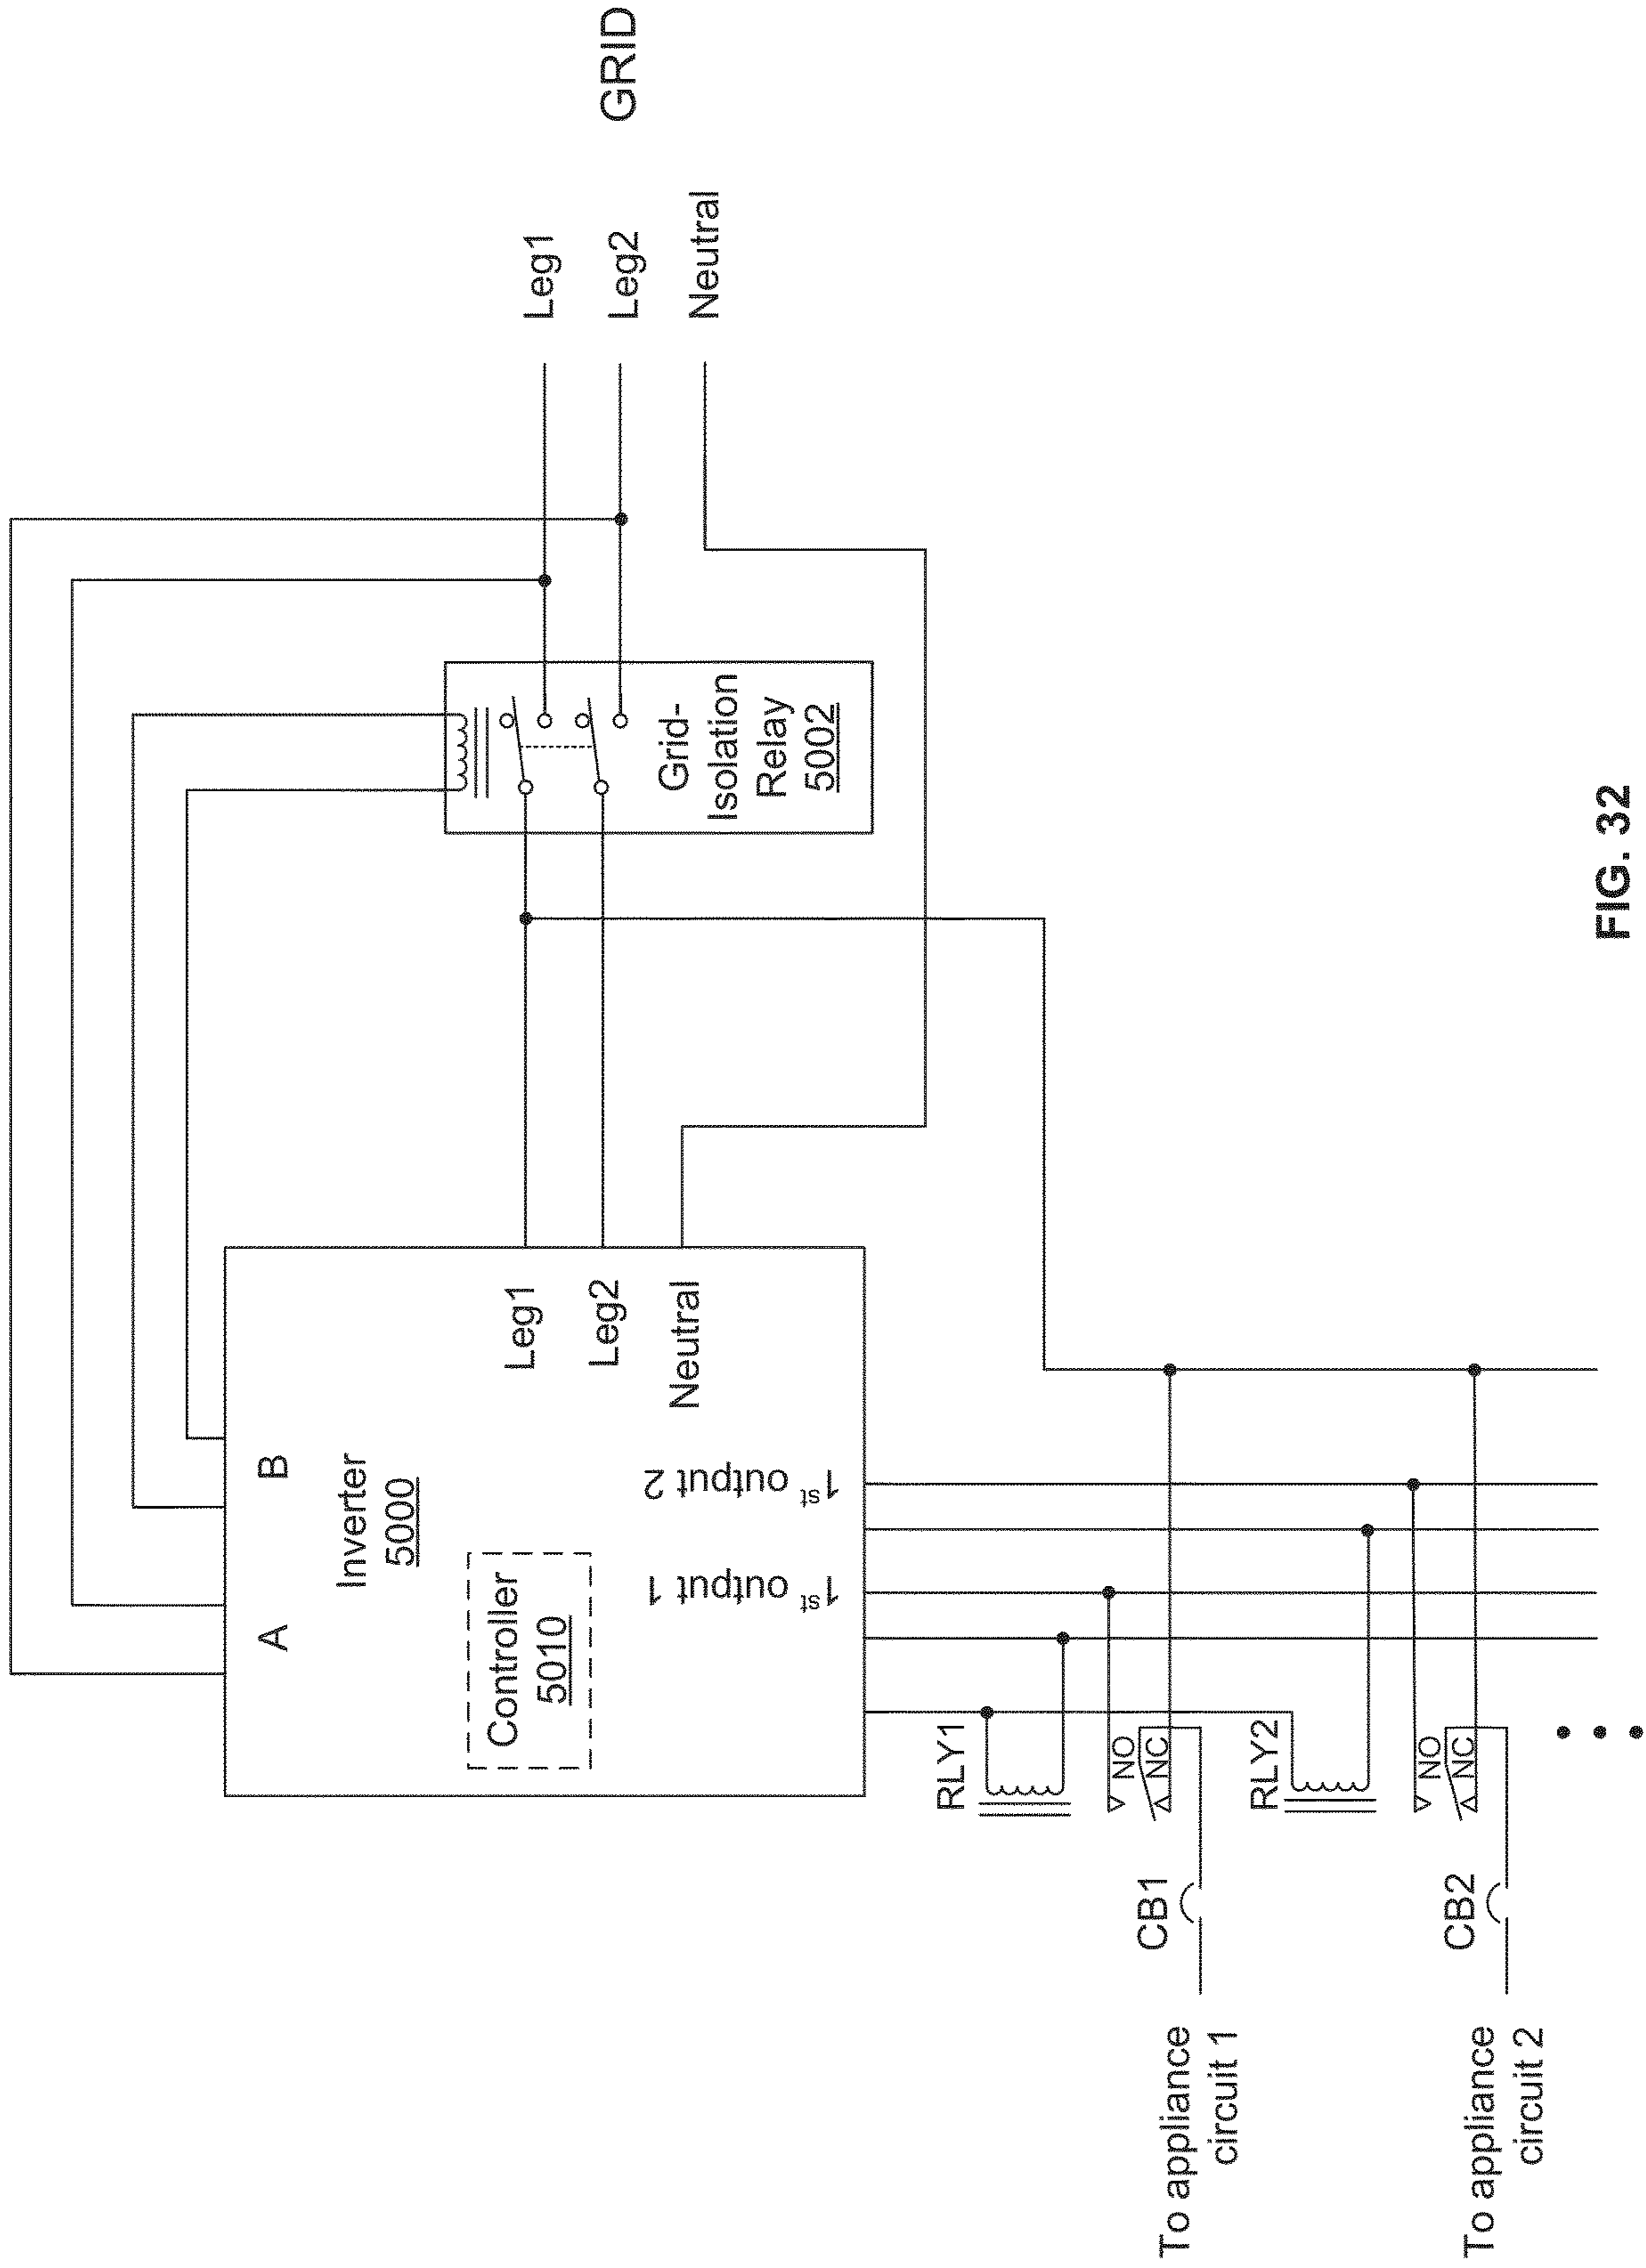 GRID
Leg1
Leg2
Neutral
Grid-
Isolation
Relay
5002
A
B
Inverter
5000
Controller
5010
Leg1
Leg2
Neutral
1st output 1
1st output 2
RLY1
NO
NC
CB1
To appliance
circuit 1
RLY2
NO
NC
CB2
To appliance
circuit 2
FIG. 32